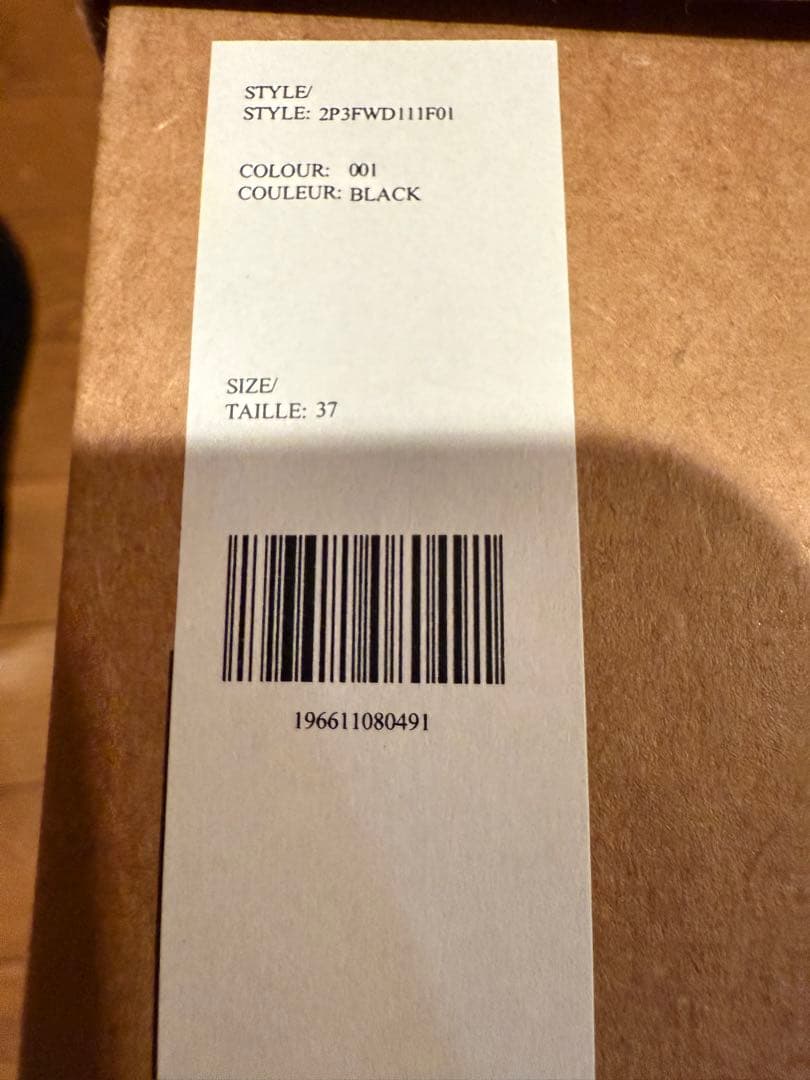 STYLE/
STYLE: 2P3FWD111F01
COLOUR: 001
COULEUR: BLACK
SIZE/
TAILLE: 37
196611080491